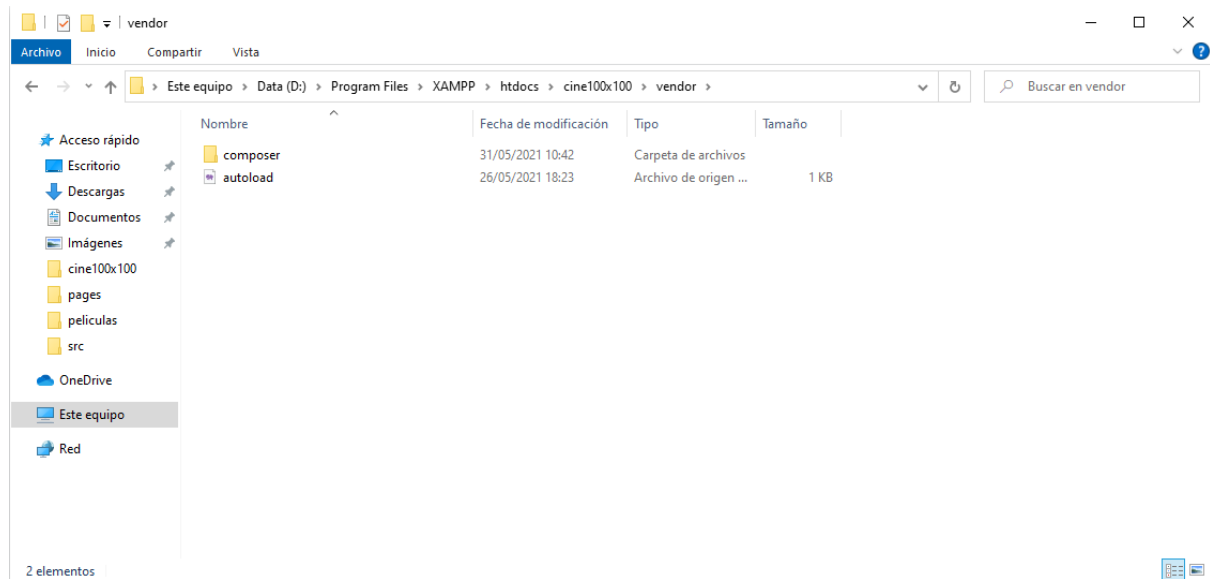 vendor
Archivo Inicio Compartir Vista
Este equipo > Data (D:) > Program Files > XAMPP > htdocs > cine100x100 > vendor >
Buscar en vendor
Nombre Fecha de modificación Tipo Tamaño
composer 31/05/2021 10:42 Carpeta de archivos
autoload 26/05/2021 18:23 Archivo de origen ... 1 KB
Acceso rápido
Escritorio
Descargas
Documentos
Imágenes
cine100x100
pages
peliculas
src
OneDrive
Este equipo
Red
2 elementos